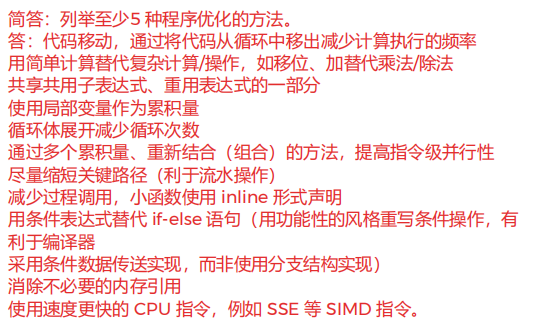 简答：列举至少5 种程序优化的方法。
答：代码移动，通过将代码从循环中移出减少计算执行的频率
用简单计算替代复杂计算/操作，如移位、加替代乘法/除法
共享共用子表达式、重用表达式的一部分
使用局部变量作为累积量
循环体展开减少循环次数
通过多个累积量、重新结合（组合）的方法，提高指令级并行性
尽量缩短关键路径（利于流水操作）
减少过程调用，小函数使用 inline 形式声明
用条件表达式替代 if-else 语句（用功能性的风格重写条件操作，有
利于编译器
采用条件数据传送实现，而非使用分支结构实现）
消除不必要的内存引用
使用速度更快的 CPU 指令，例如 SSE 等 SIMD 指令。